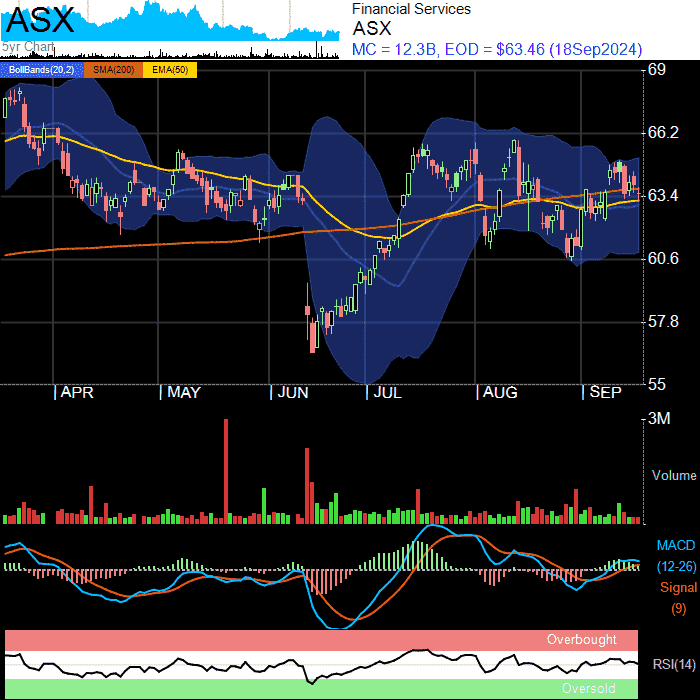 ASX
5yr Chart
Financial Services
ASX
MC = 12.3B, EOD = $63.46 (18Sep2024)
BollBands(20,2) SMA(200) EMA(50)
69
66.2
63.4
60.6
57.8
55
APR MAY JUN JUL AUG SEP
3M
Volume
MACD
(12-26)
Signal
(9)
Overbought
RSI(14)
Oversold